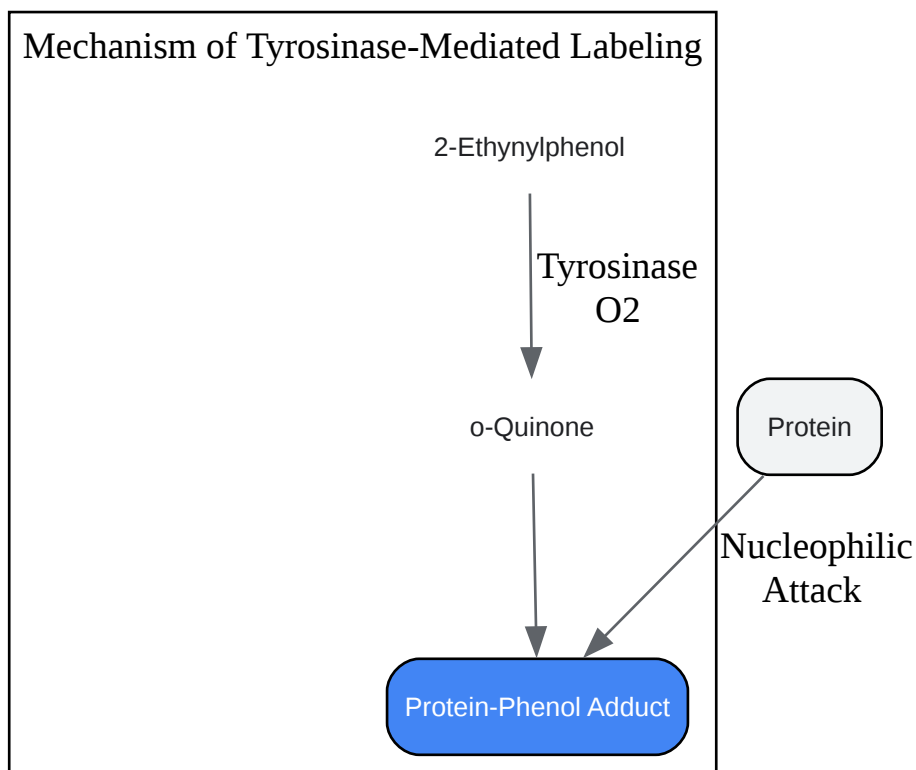 Mechanism of Tyrosinase-Mediated Labeling
2-Ethynylphenol
Tyrosinase
O2
o-Quinone
Protein
Nucleophilic
Attack
Protein-Phenol Adduct